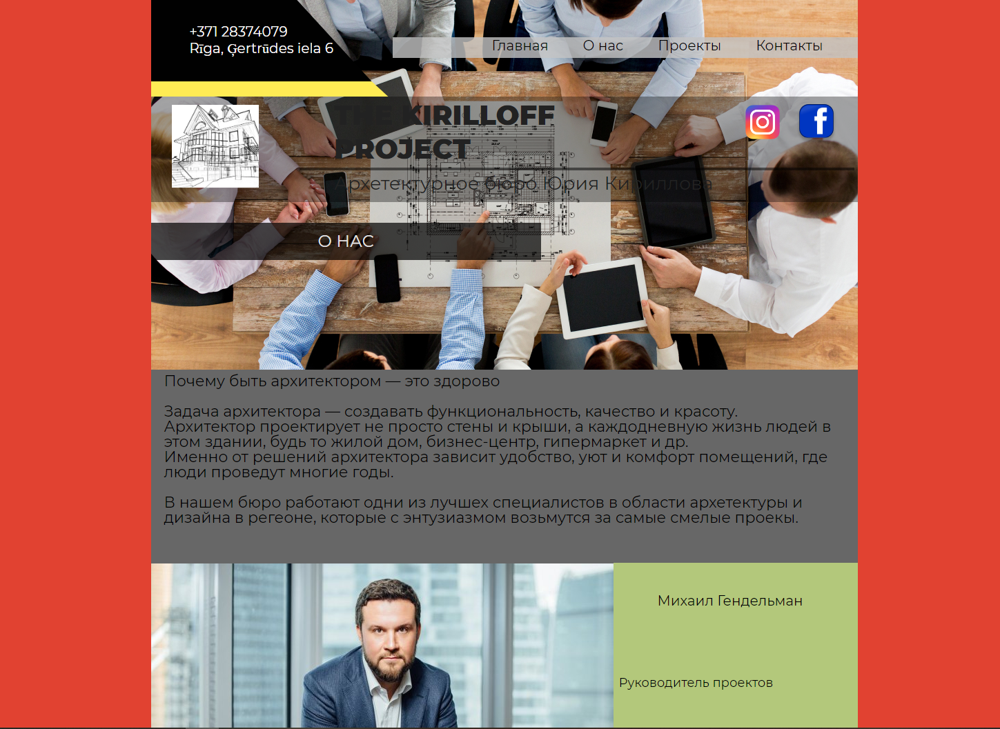 +371 28374079
Rīga, Ģertrūdes iela 6
Главная О нас Проекты Контакты
THE KIRILLOFF
PROJECT
Архетектурное бюро Юрия Кириллова
О НАС
Почему быть архитектором — это здорово
Задача архитектора — создавать функциональность, качество и красоту.
Архитектор проектирует не просто стены и крыши, а каждодневную жизнь людей в
этом здании, будь то жилой дом, бизнес-центр, гипермаркет и др.
Именно от решений архитектора зависит удобство, уют и комфорт помещений, где
люди проведут многие годы.
В нашем бюро работают одни из лучшех специалистов в области архетектуры и
дизайна в регеоне, которые с энтузиазмом возьмутся за самые смелые проекы.
Михаил Гендельман
Руководитель проектов